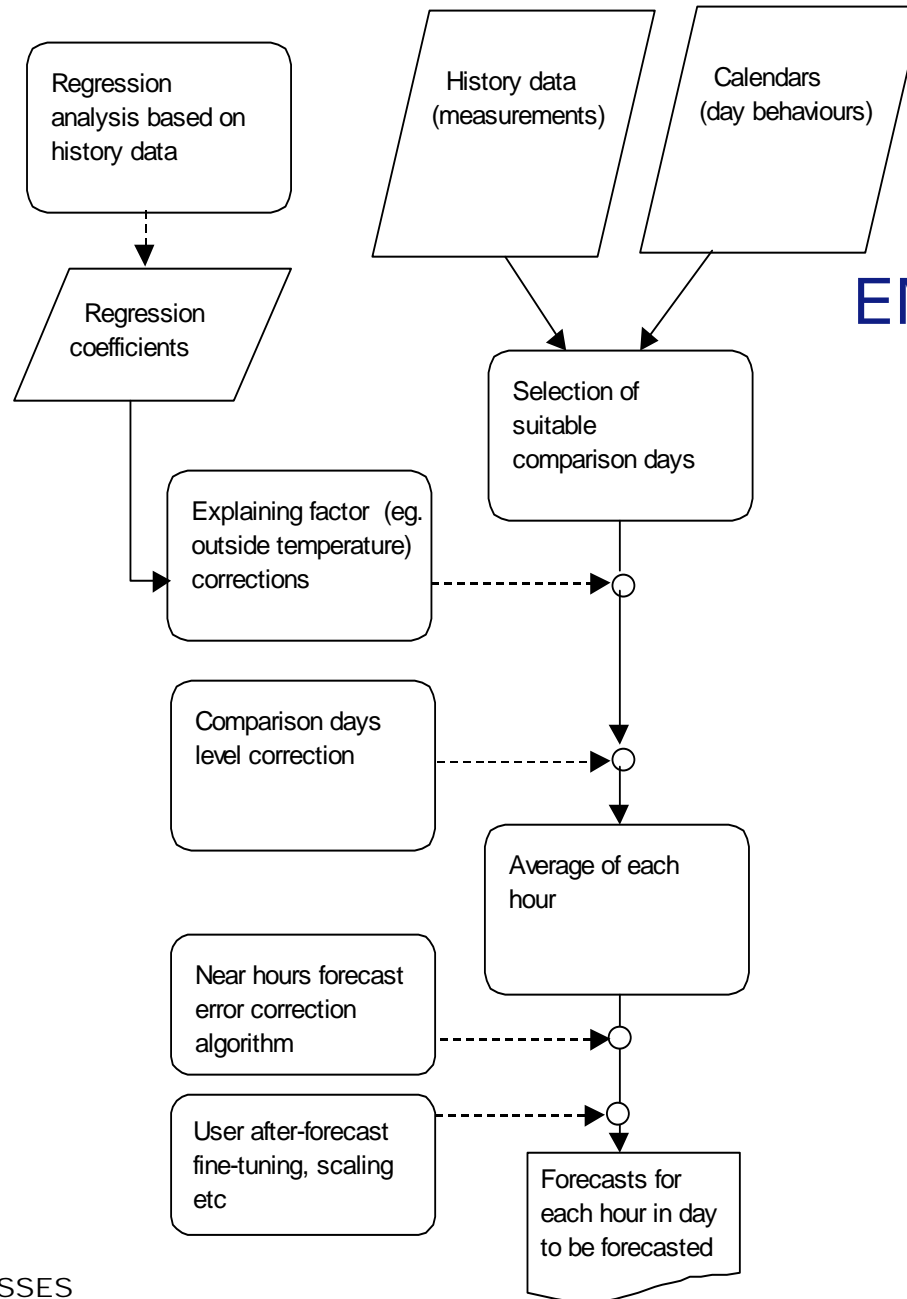 Regression
analysis based on
history data
History data
(measurements)
Calendars
(day behaviours)
EN
Regression
coefficients
Selection of
suitable
comparison days
Explaining factor (eg.
outside temperature)
corrections
Comparison days
level correction
Average of each
hour
Near hours forecast
error correction
algorithm
User after-forecast
fine-tuning, scaling
etc
Forecasts for
each hour in day
to be forecasted
SSES